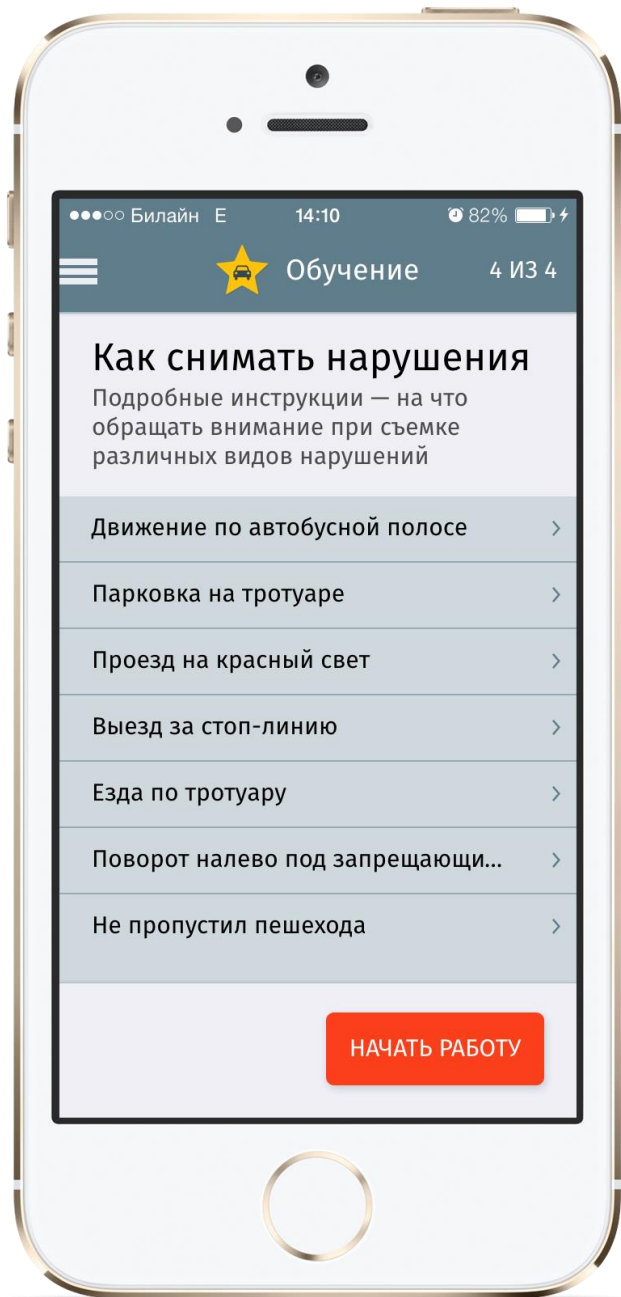 Билайн E 14:10 82%
Обучение 4 ИЗ 4
Как снимать нарушения
Подробные инструкции — на что
обращать внимание при съемке
различных видов нарушений
Движение по автобусной полосе
Парковка на тротуаре
Проезд на красный свет
Выезд за стоп-линию
Езда по тротуару
Поворот налево под запрещающи...
Не пропустил пешехода
НАЧАТЬ РАБОТУ